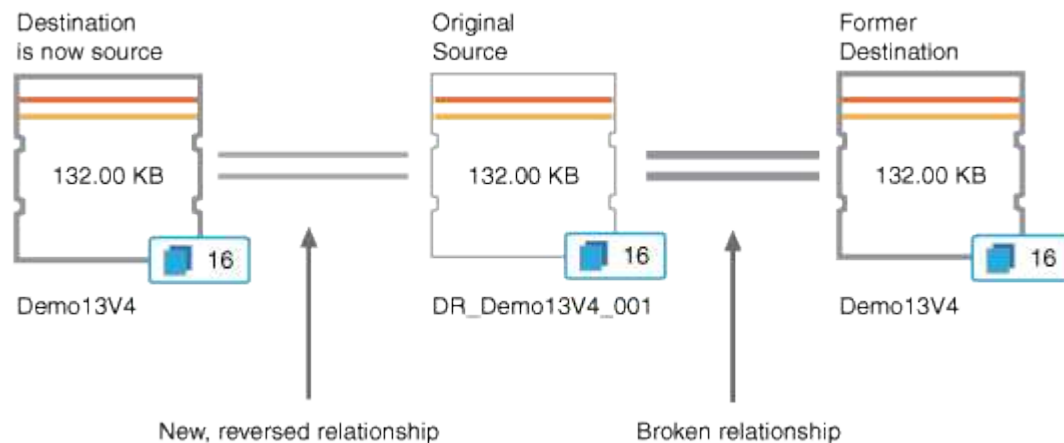 Destination
is now source
Original
Source
Former
Destination
132.00 KB
132.00 KB
132.00 KB
16
16
16
Demo13V4
DR_Demo13V4_001
Demo13V4
New, reversed relationship
Broken relationship